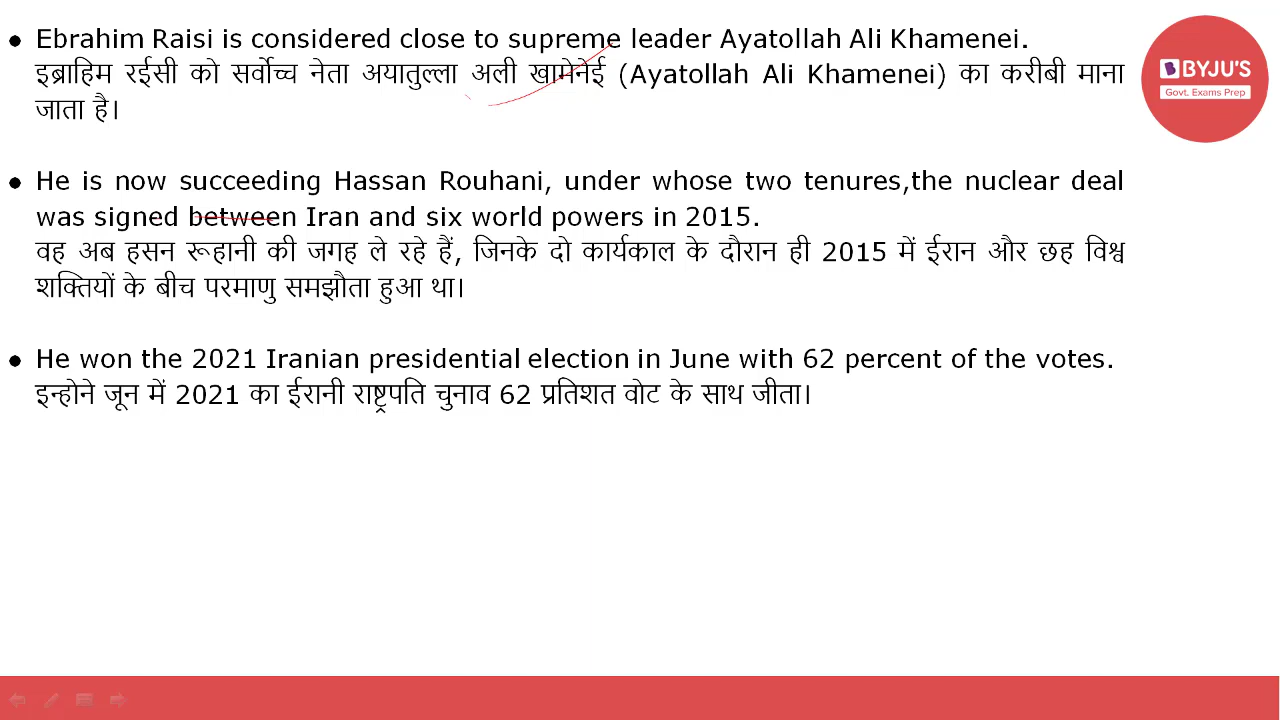 • Ebrahim Raisi is considered close to supreme leader Ayatollah Ali Khamenei.
इब्राहिम रईसी को सर्वोच्च नेता अयातुल्ला अली खामेनेई (Ayatollah Ali Khamenei) का करीबी माना
जाता है।
• He is now succeeding Hassan Rouhani, under whose two tenures,the nuclear deal
was signed between Iran and six world powers in 2015.
वह अब हसन रूहानी की जगह ले रहे हैं, जिनके दो कार्यकाल के दौरान ही 2015 में ईरान और छह विश्व
शक्तियों के बीच परमाणु समझौता हुआ था।
• He won the 2021 Iranian presidential election in June with 62 percent of the votes.
इन्होने जून में 2021 का ईरानी राष्ट्रपति चुनाव 62 प्रतिशत वोट के साथ जीता।
BYJU'S
Govt. Exams Prep